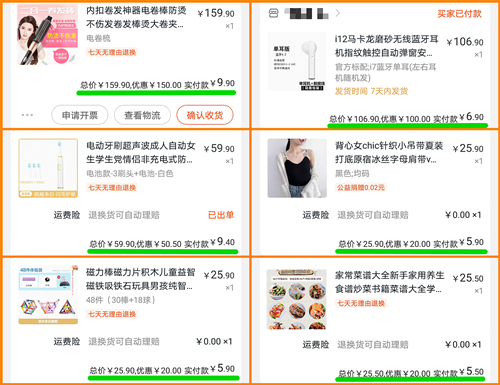 二合一卷发棒
不伤发
内扣卷发神器电卷棒防烫
不伤发卷发棒烫大卷夹...
电卷梳
七天无理由退换
￥159.90
×1
总价￥159.90,优惠￥150.00 实付款￥9.90
申请开票
查看物流
确认收货
买家已付款
单耳版
i12马卡龙磨砂无线蓝牙耳
机指纹触控自动弹窗安...
官方标配;i7蓝牙单耳(左右耳
机随机发)
发货时间 7天内发货
￥106.90
×1
总价￥106.90,优惠￥100.00 实付款￥6.90
电动牙刷超声波成人自动女
生学生党情侣非充电式防...
电池款-3刷头+电池-白色
七天无理由退换
￥59.90
×1
运费险 退换货可自动理赔 已出单
总价￥59.90,优惠￥50.50 实付款￥9.40
背心女chic针织小吊带夏装
打底原宿冰丝字母肩带v...
黑色;均码
公益捐赠0.02元
￥25.90
×1
运费险 退换货可自动理赔 ￥0.00 ×1
总价￥25.90,优惠￥20.00 实付款￥5.90
48件体验装
磁力棒磁力片积木儿童益智
磁铁吸铁石玩具男孩纯智...
48件（30棒+18球）
七天无理由退换
￥25.90
×1
运费险 退换货可自动理赔 ￥0.00 ×1
总价￥25.90,优惠￥20.00 实付款￥5.90
家常菜谱大全新手家用养生
食谱炒菜书籍菜谱大全学...
七天无理由退换
￥25.50
×1
运费险 退换货可自动理赔 ￥0.00 ×1
总价￥25.50,优惠￥20.00 实付款￥5.50